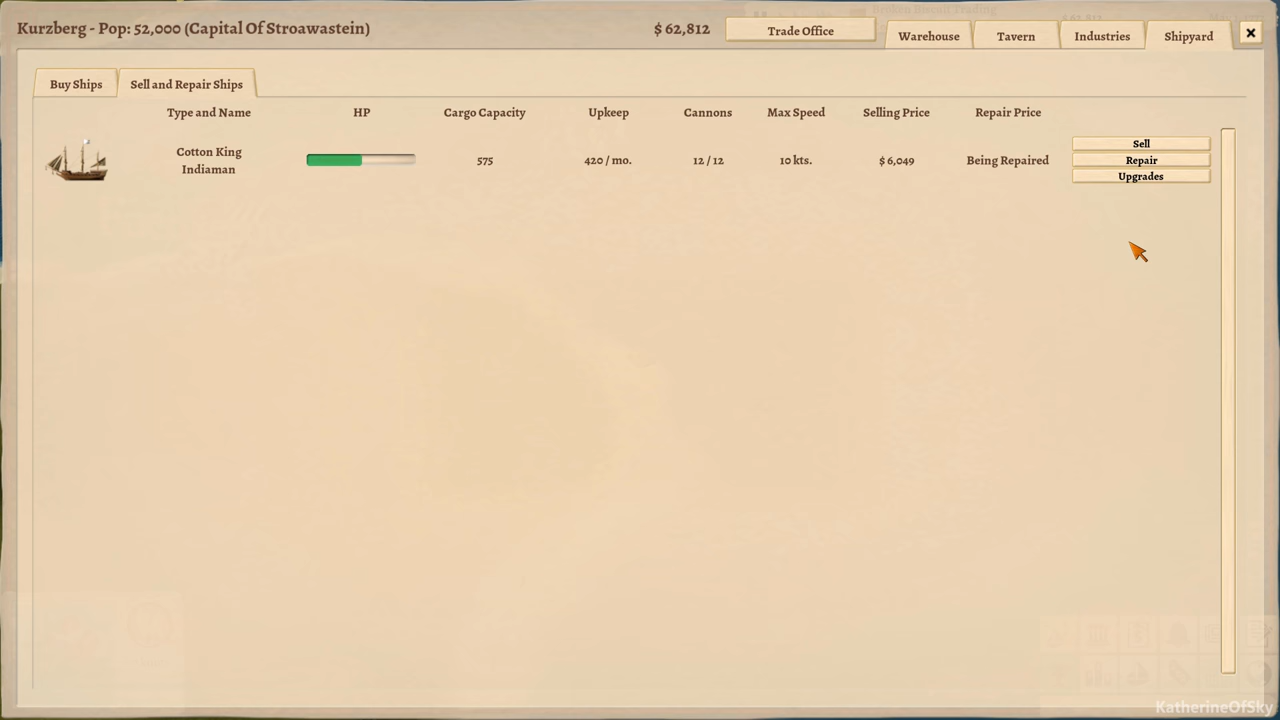 Kurzberg - Pop: 52,000 (Capital Of Stroawastein)
$ 62,812
Trade Office
Warehouse
Tavern
Industries
Shipyard
Buy Ships
Sell and Repair Ships
Type and Name
HP
Cargo Capacity
Upkeep
Cannons
Max Speed
Selling Price
Repair Price
Cotton King
Indiaman
575
420 / mo.
12 / 12
10 kts.
$ 6,049
Being Repaired
Sell
Repair
Upgrades
KatherineOfSky